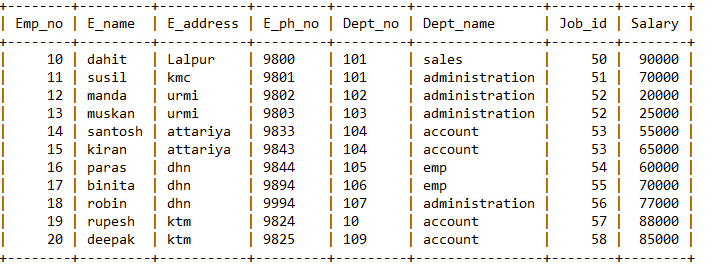 +--------+---------+-----------+---------+---------+----------------+--------+--------+
| Emp_no | E_name | E_address | E_ph_no | Dept_no | Dept_name | Job_id | Salary |
+--------+---------+-----------+---------+---------+----------------+--------+--------+
| 10 | dahit | Lalpur | 9800 | 101 | sales | 50 | 90000 |
| 11 | susil | kmc | 9801 | 101 | administration | 51 | 70000 |
| 12 | manda | urmi | 9802 | 102 | administration | 52 | 20000 |
| 13 | muskan | urmi | 9803 | 103 | administration | 52 | 25000 |
| 14 | santosh | attariya | 9833 | 104 | account | 53 | 55000 |
| 15 | kiran | attariya | 9843 | 104 | account | 53 | 65000 |
| 16 | paras | dhn | 9844 | 105 | emp | 54 | 60000 |
| 17 | binita | dhn | 9894 | 106 | emp | 55 | 70000 |
| 18 | robin | dhn | 9994 | 107 | administration | 56 | 77000 |
| 19 | rupesh | ktm | 9824 | 10 | account | 57 | 88000 |
| 20 | deepak | ktm | 9825 | 109 | account | 58 | 85000 |
+--------+---------+-----------+---------+---------+----------------+--------+--------+